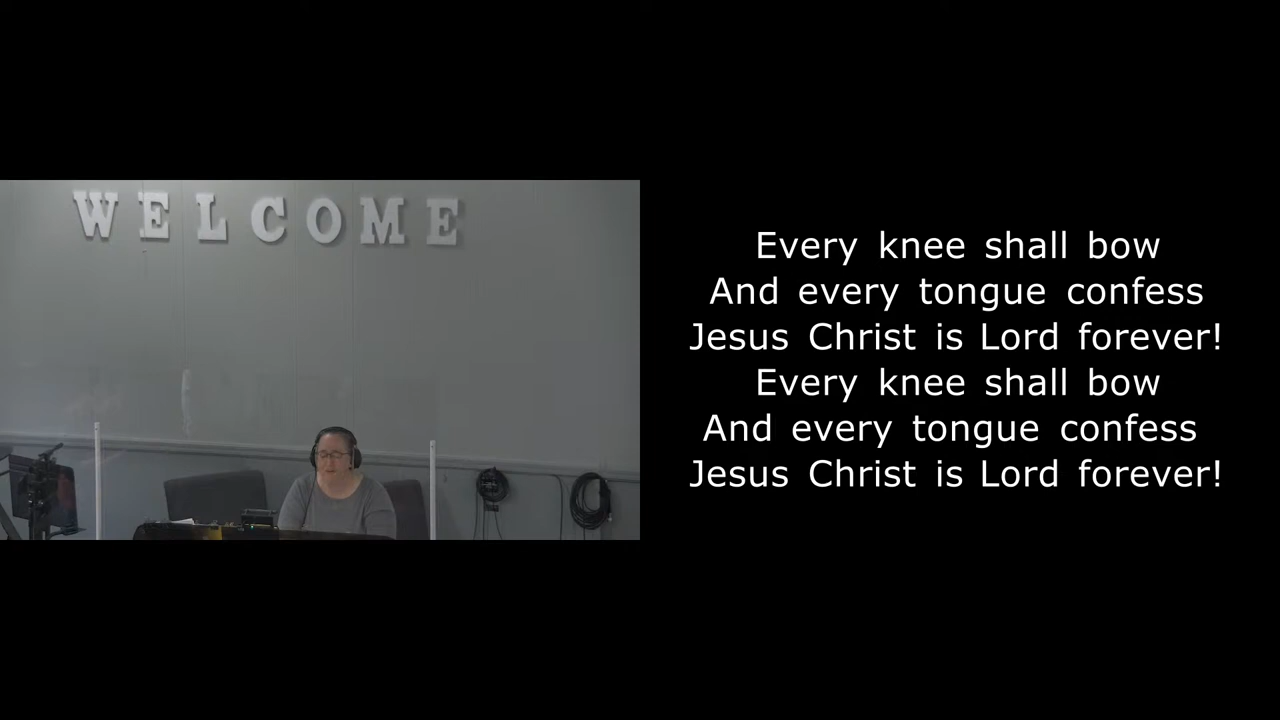 WELCOME
Every knee shall bow
And every tongue confess
Jesus Christ is Lord forever!
Every knee shall bow
And every tongue confess
Jesus Christ is Lord forever!